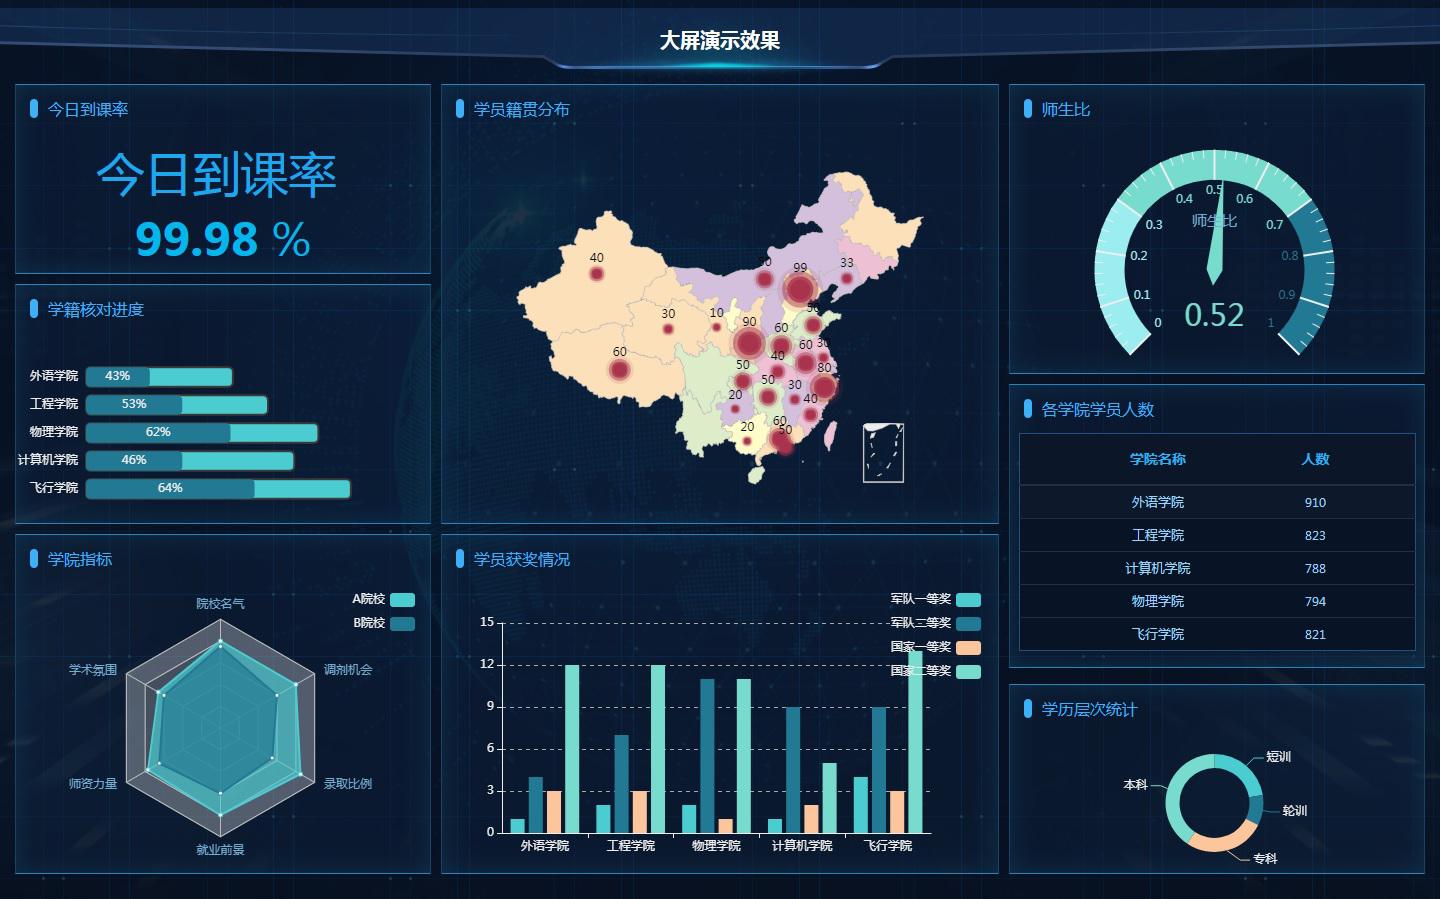 大屏演示效果
今日到课率
今日到课率
99.98 %
学籍核对进度
外语学院 43%
工程学院 53%
物理学院 62%
计算机学院 46%
飞行学院 64%
学院指标
A院校
B院校
院校名气
学术氛围
调剂机会
师资力量
录取比例
就业前景
学员籍贯分布
40
99
33
30
10
90
60
60
60
40
50
80
50
30
20
40
60
20
50
学员获奖情况
军队一等奖
军队二等奖
国家一等奖
国家二等奖
15
12
9
6
3
0
外语学院 工程学院 物理学院 计算机学院 飞行学院
师生比
0.5
0.4 0.6
师生比
0.3 0.7
0.2 0.8
0.1 0.9
0 1
0.52
各学院学员人数
学院名称 人数
外语学院 910
工程学院 823
计算机学院 788
物理学院 794
飞行学院 821
学历层次统计
短训
本科
轮训
专科